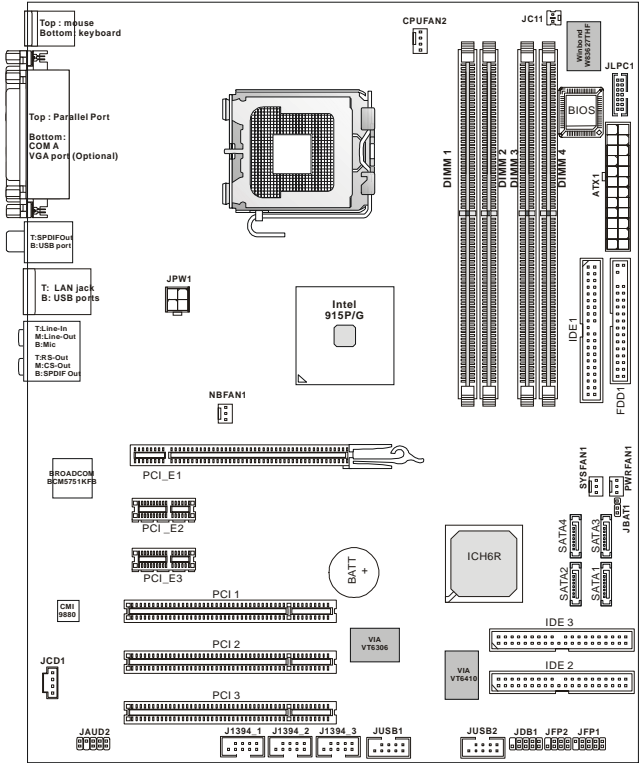 Top : mouse
Bottom: keyboard
CPUFAN2
JC11
Winbond
W83627THF
JLPC1
BIOS
Top : Parallel Port
Bottom:
COM A
VGA port (Optional)
DIMM 1
DIMM 2
DIMM 3
DIMM 4
ATX1
T:SPDIFOut
B:USB port
T: LAN jack
B: USB ports
JPW1
Intel
915P/G
IDE1
FDD1
T:Line-In
M:Line-Out
B:Mic
T:RS-Out
M:CS-Out
B:SPDIF Out
NBFAN1
PCI_E1
BROADCOM
BCM5751KFB
SYSFAN1
PWRFAN1
JBAT1
PCI_E2
PCI_E3
BATT
+
ICH6R
SATA4
SATA3
SATA2
SATA1
CMI
9880
PCI 1
PCI 2
PCI 3
VIA
VT6306
VIA
VT6410
IDE 3
IDE 2
JCD1
JAUD2
J1394_1
J1394_2
J1394_3
JUSB1
JUSB2
JDB1
JFP2
JFP1